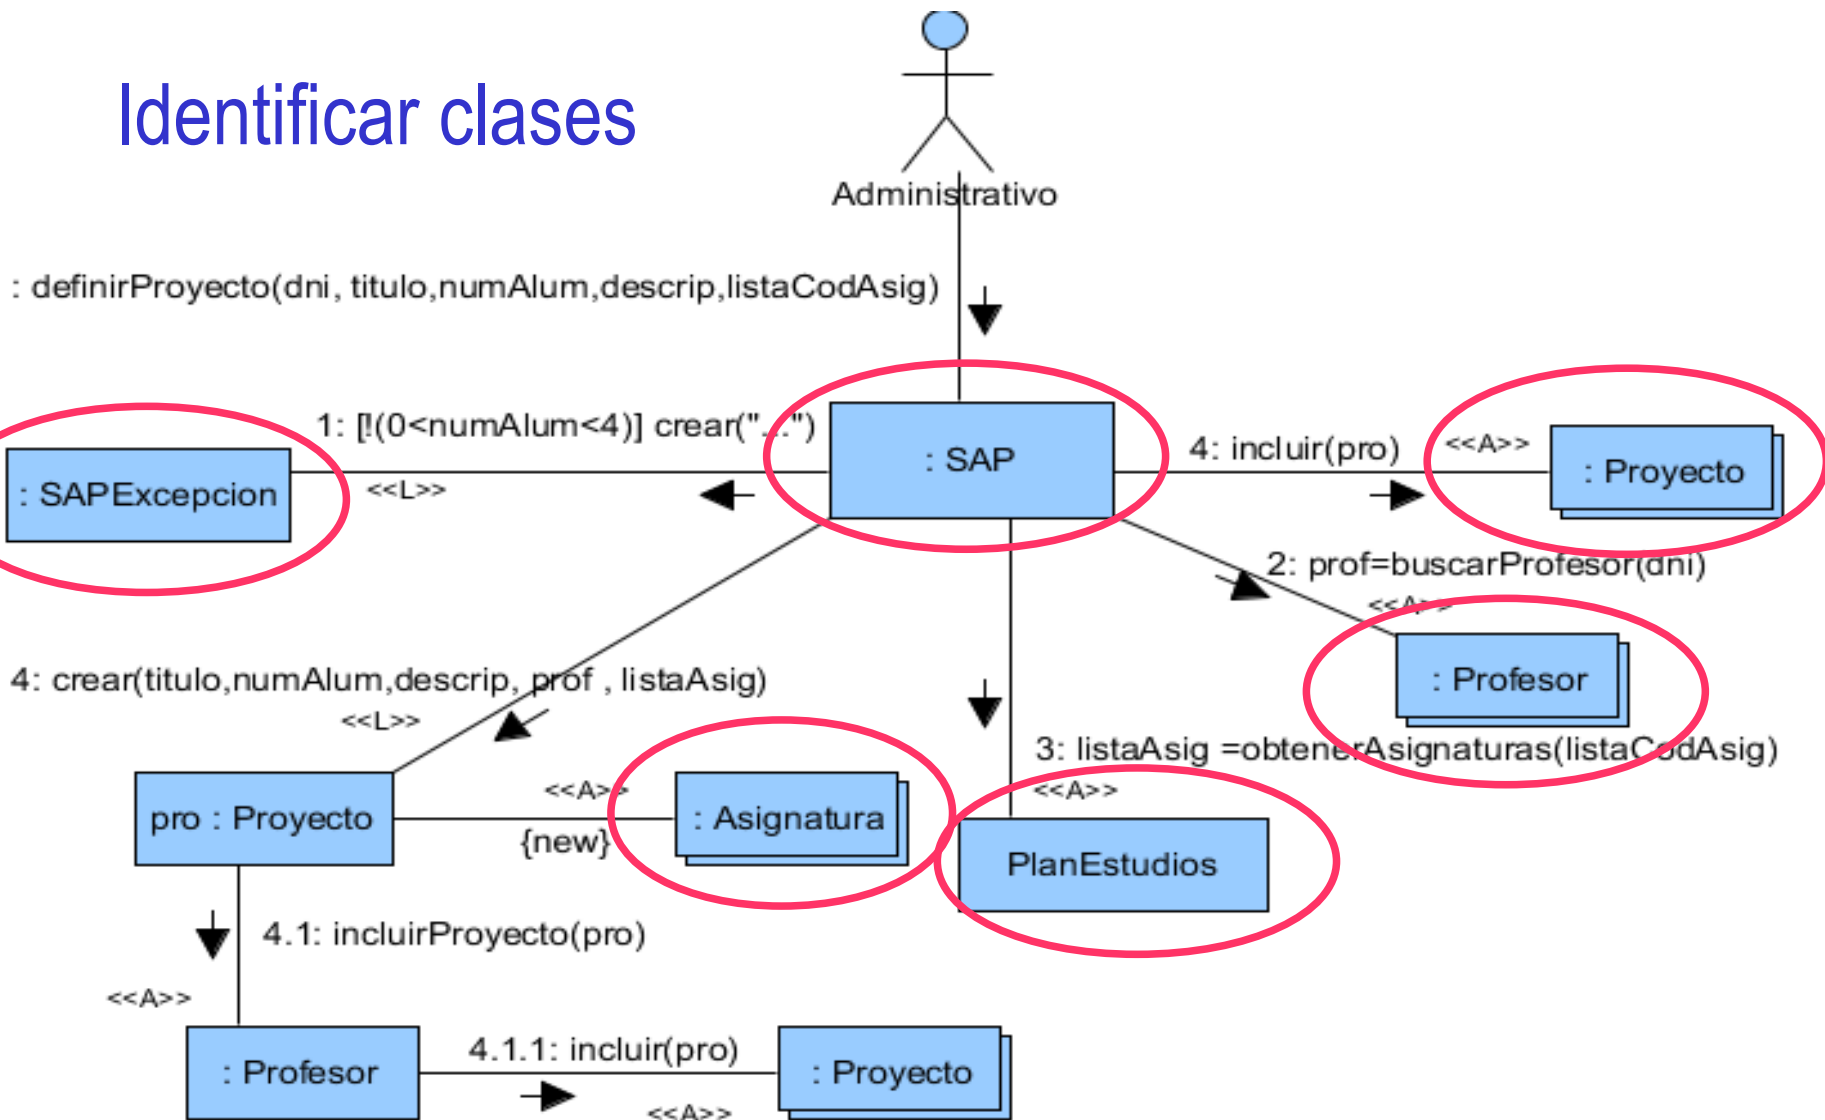 Identificar clases
Administrativo
: definirProyecto(dni, titulo,numAlum,descrip,listaCodAsig)
1: [!(0<numAlum<4)] crear("...")
<<L>>
: SAPExcepcion
: SAP
4: incluir(pro)
<<A>>
: Proyecto
2: prof=buscarProfesor(dni)
<<A>>
: Profesor
4: crear(titulo,numAlum,descrip, prof , listaAsig)
<<L>>
3: listaAsig =obtenerAsignaturas(listaCodAsig)
<<A>>
PlanEstudios
pro : Proyecto
<<A>>
{new}
: Asignatura
4.1: incluirProyecto(pro)
<<A>>
: Profesor
4.1.1: incluir(pro)
<<A>>
: Proyecto